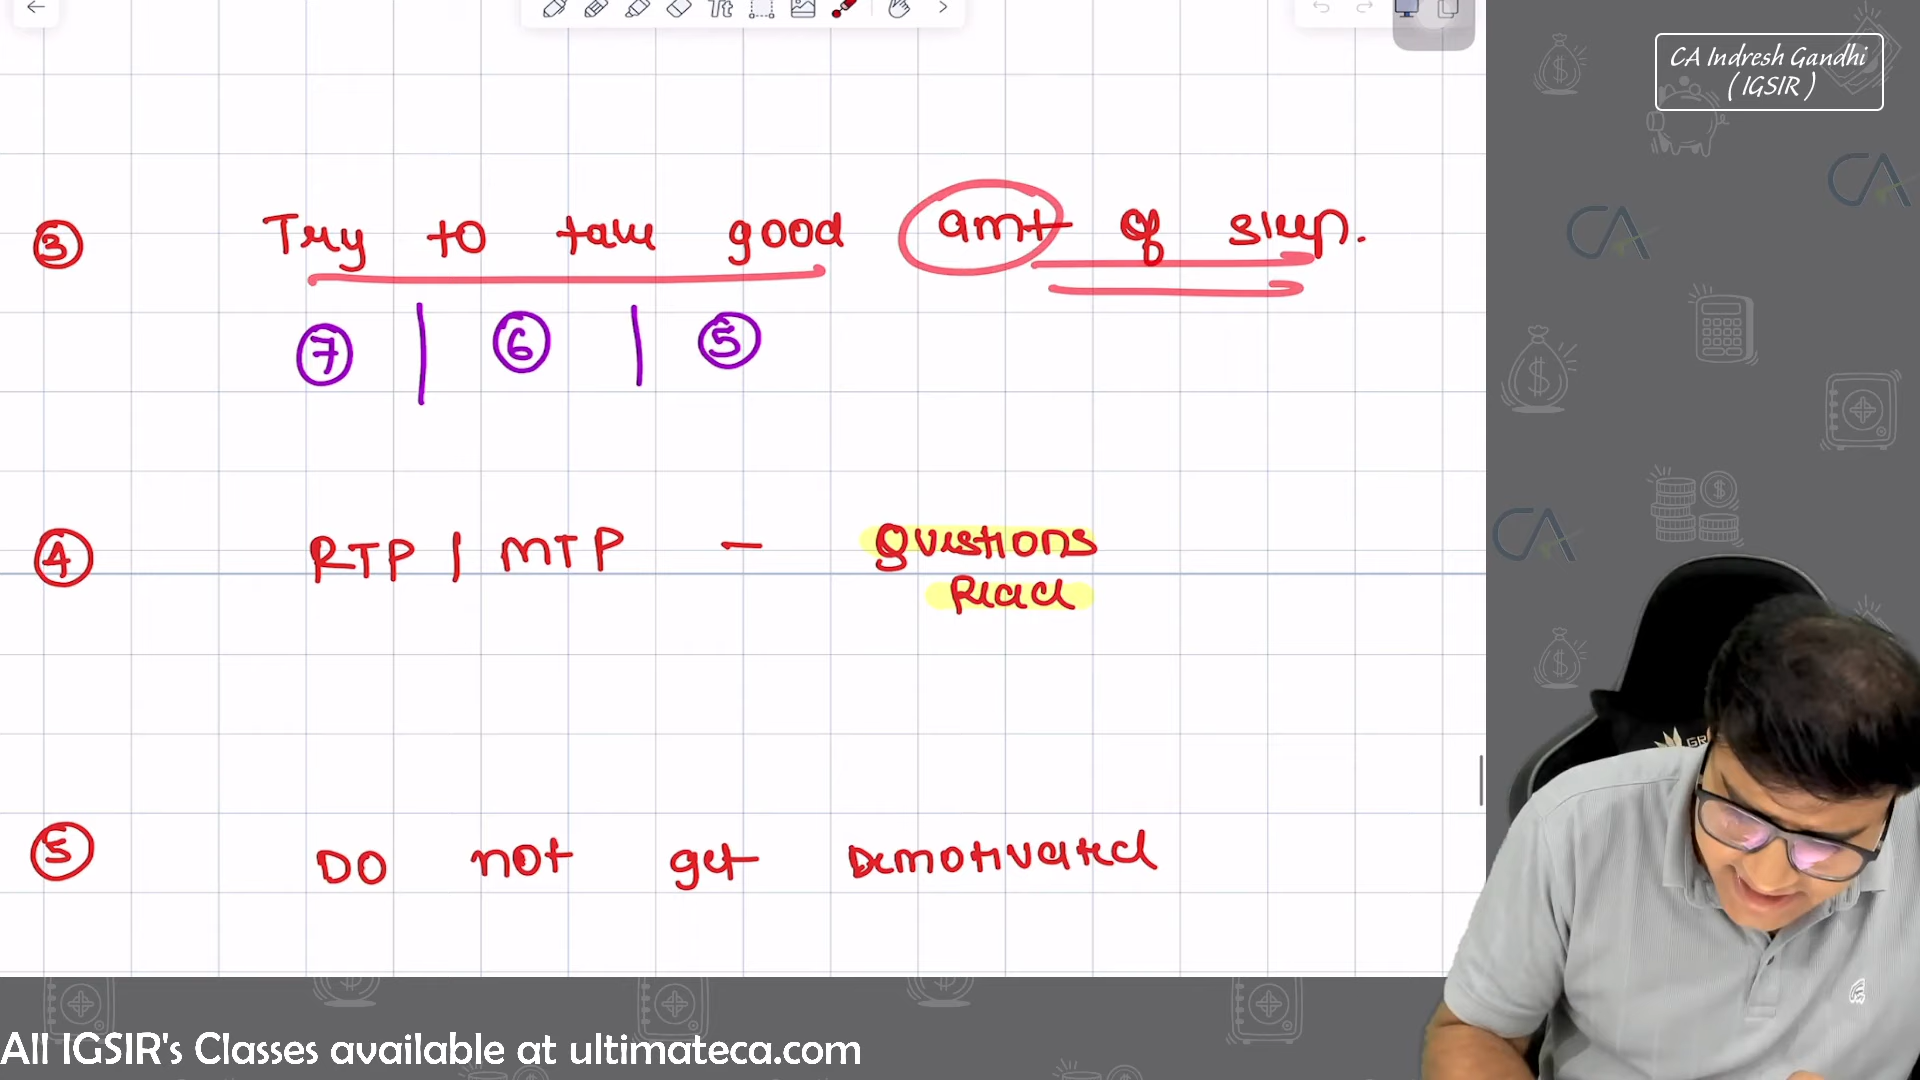 CA Indresh Gandhi
( IGSIR )
③ Try to take good amt of sleep.
⑦ | ⑥ | ⑤
④ RTP / MTP – Questions
Read
⑤ DO not get Demotivated
All IGSIR's Classes available at ultimateca.com